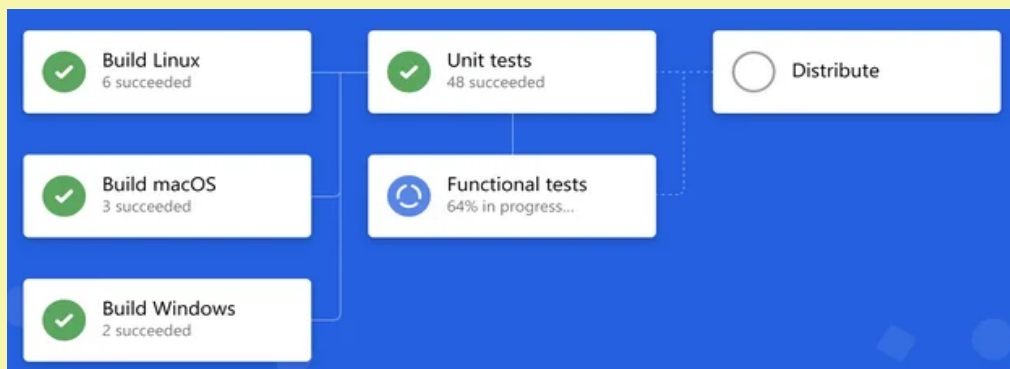 Build Linux
6 succeeded
Unit tests
48 succeeded
Distribute
Build macOS
3 succeeded
Functional tests
64% in progress...
Build Windows
2 succeeded